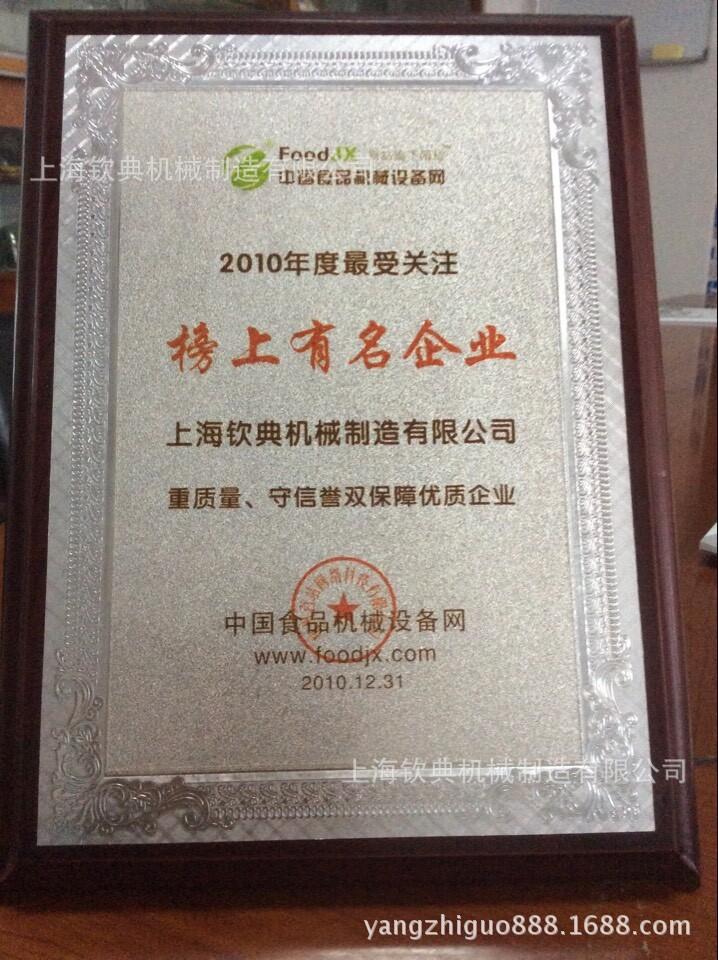 FoodJX
上海钦典机械制造有限公司
中国食品机械设备网
2010年度最受关注
榜上有名企业
上海钦典机械制造有限公司
重质量、守信誉双保障优质企业
中国食品机械设备网
www.foodjx.com
2010.12.31
上海钦典机械制造有限公司
yangzhiguo888.1688.com